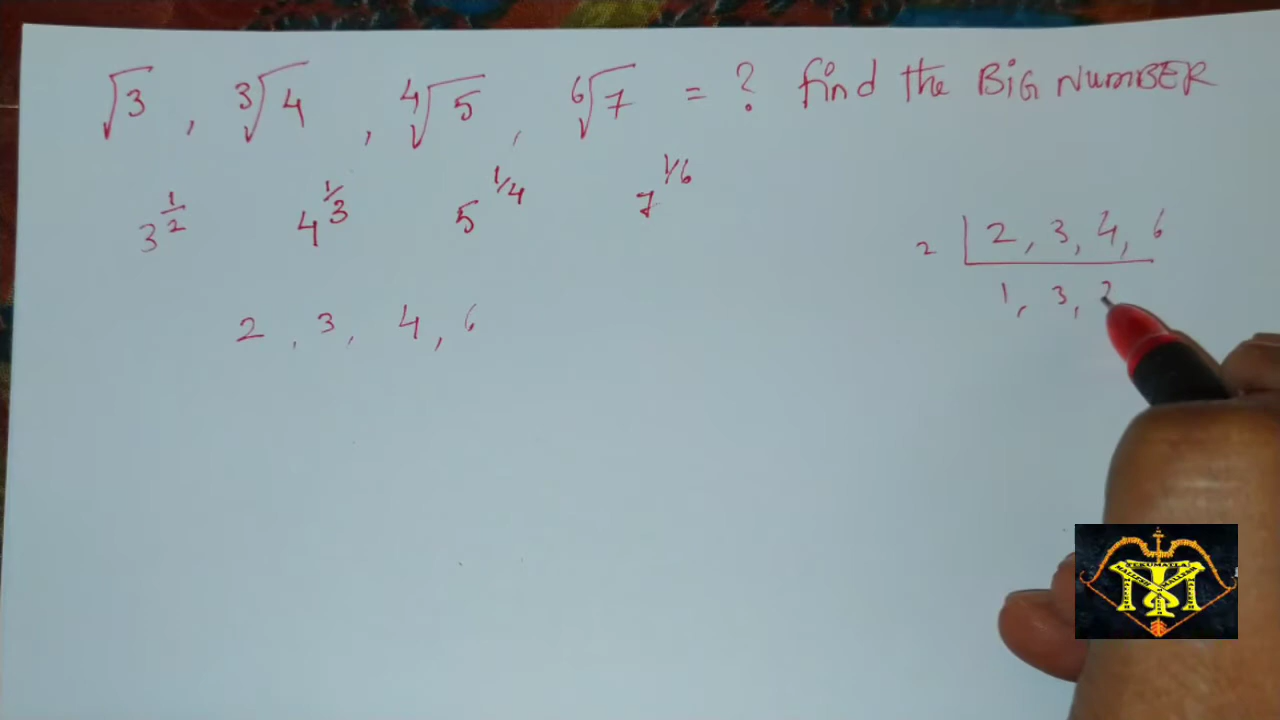 √3 , ³√4 , ⁴√5 , ⁶√7 = ? find the BIG NUMBER
3^1/2 4^1/3 5^1/4 7^1/6
2 | 2 , 3 , 4 , 6
1 , 3 , 2
2 , 3 , 4 , 6
TEKUMATLA